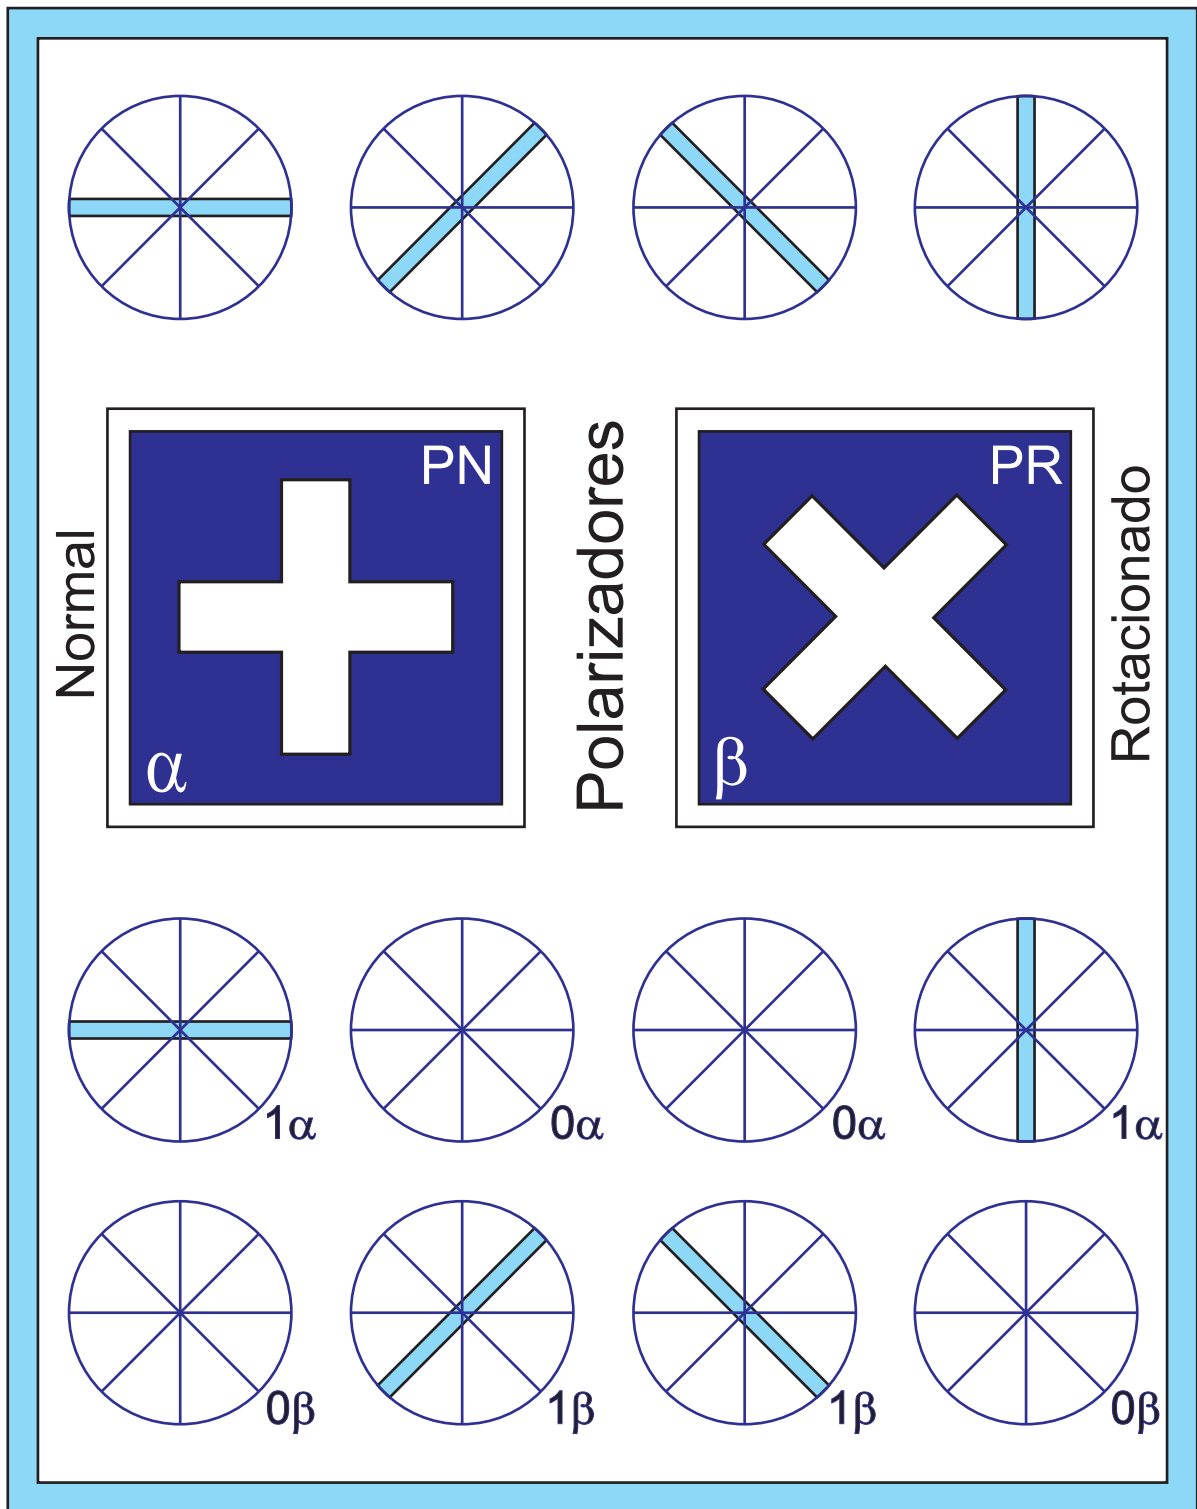 Normal
PN
α
Polarizadores
PR
β
Rotacionado
1α
0α
0α
1α
0β
1β
1β
0β